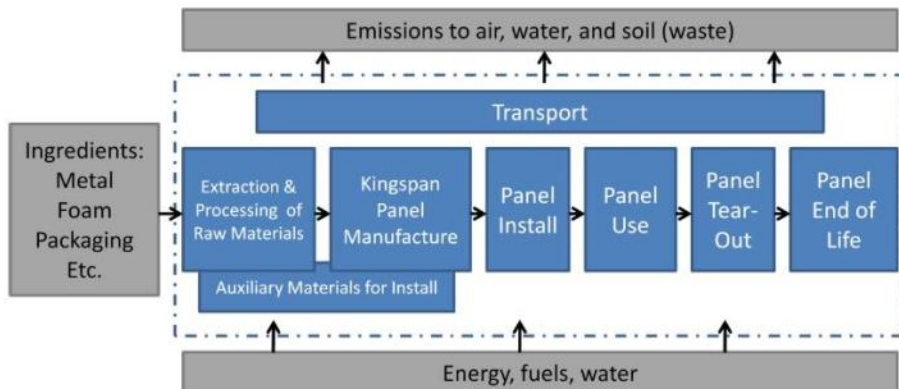 Emissions to air, water, and soil (waste)
Transport
Ingredients:
Metal
Foam
Packaging
Etc.
Extraction &
Processing of
Raw Materials
Kingspan
Panel
Manufacture
Panel
Install
Panel
Use
Panel
Tear-
Out
Panel
End of
Life
Auxiliary Materials for Install
Energy, fuels, water